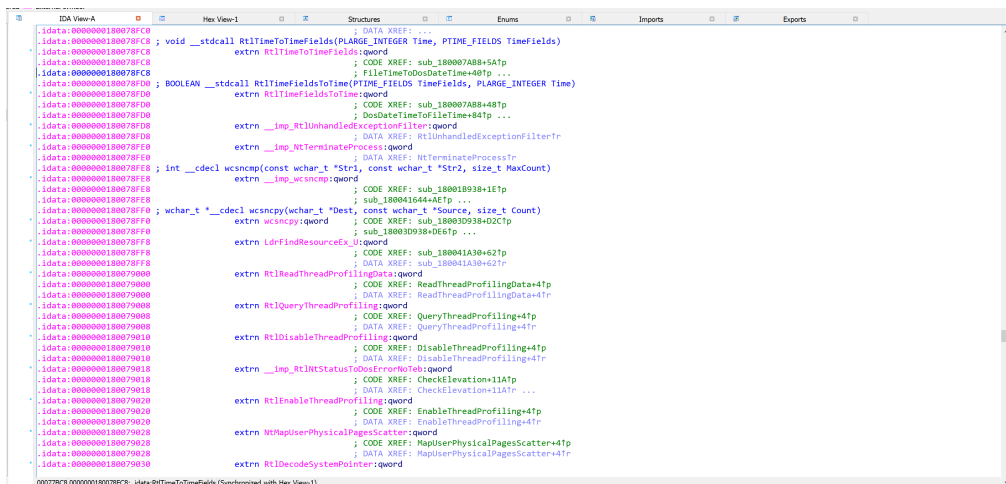 IDA View-A Hex View-1 Structures Enums Imports Exports
.idata:0000000180078FC0 ; DATA XREF: ...
.idata:0000000180078FC8 ; void __stdcall RtlTimeToTimeFields(PLARGE_INTEGER Time, PTIME_FIELDS TimeFields)
.idata:0000000180078FC8 extrn RtlTimeToTimeFields:qword
.idata:0000000180078FC8 ; CODE XREF: sub_180007AB8+5A↑p
.idata:0000000180078FC8 ; FileTimeToDosDateTime+40↑p ...
.idata:0000000180078FD0 ; BOOLEAN __stdcall RtlTimeFieldsToTime(PTIME_FIELDS TimeFields, PLARGE_INTEGER Time)
.idata:0000000180078FD0 extrn RtlTimeFieldsToTime:qword
.idata:0000000180078FD0 ; CODE XREF: sub_180007AB8+48↑p
.idata:0000000180078FD0 ; DosDateTimeToFileTime+84↑p ...
.idata:0000000180078FD8 extrn __imp_RtlUnhandledExceptionFilter:qword
.idata:0000000180078FD8 ; DATA XREF: RtlUnhandledExceptionFilter↑r
.idata:0000000180078FE0 extrn __imp_NtTerminateProcess:qword
.idata:0000000180078FE0 ; DATA XREF: NtTerminateProcess↑r
.idata:0000000180078FE8 ; int __cdecl wcsncmp(const wchar_t *Str1, const wchar_t *Str2, size_t MaxCount)
.idata:0000000180078FE8 extrn __imp_wcsncmp:qword
.idata:0000000180078FE8 ; CODE XREF: sub_18001B938+1E↑p
.idata:0000000180078FE8 ; sub_180041644+AE↑p ...
.idata:0000000180078FF0 ; wchar_t *__cdecl wcsncpy(wchar_t *Dest, const wchar_t *Source, size_t Count)
.idata:0000000180078FF0 extrn wcsncpy:qword ; CODE XREF: sub_18003D938+D2C↑p
.idata:0000000180078FF0 ; sub_18003D938+DE6↑p ...
.idata:0000000180078FF8 extrn LdrFindResourceEx_U:qword
.idata:0000000180078FF8 ; CODE XREF: sub_180041A30+62↑p
.idata:0000000180078FF8 ; DATA XREF: sub_180041A30+62↑r
.idata:0000000180079000 extrn RtlReadThreadProfilingData:qword
.idata:0000000180079000 ; CODE XREF: ReadThreadProfilingData+4↑p
.idata:0000000180079000 ; DATA XREF: ReadThreadProfilingData+4↑r
.idata:0000000180079008 extrn RtlQueryThreadProfiling:qword
.idata:0000000180079008 ; CODE XREF: QueryThreadProfiling+4↑p
.idata:0000000180079008 ; DATA XREF: QueryThreadProfiling+4↑r
.idata:0000000180079010 extrn RtlDisableThreadProfiling:qword
.idata:0000000180079010 ; CODE XREF: DisableThreadProfiling+4↑p
.idata:0000000180079010 ; DATA XREF: DisableThreadProfiling+4↑r
.idata:0000000180079018 extrn __imp_RtlNtStatusToDosErrorNoTeb:qword
.idata:0000000180079018 ; CODE XREF: CheckElevation+11A↑p
.idata:0000000180079018 ; DATA XREF: CheckElevation+11A↑r ...
.idata:0000000180079020 extrn RtlEnableThreadProfiling:qword
.idata:0000000180079020 ; CODE XREF: EnableThreadProfiling+4↑p
.idata:0000000180079020 ; DATA XREF: EnableThreadProfiling+4↑r
.idata:0000000180079028 extrn NtMapUserPhysicalPagesScatter:qword
.idata:0000000180079028 ; CODE XREF: MapUserPhysicalPagesScatter+4↑p
.idata:0000000180079028 ; DATA XREF: MapUserPhysicalPagesScatter+4↑r
.idata:0000000180079030 extrn RtlDecodeSystemPointer:qword
00077BC8 0000000180078FC8: .idata:RtlTimeToTimeFields (Synchronized with Hex View-1)